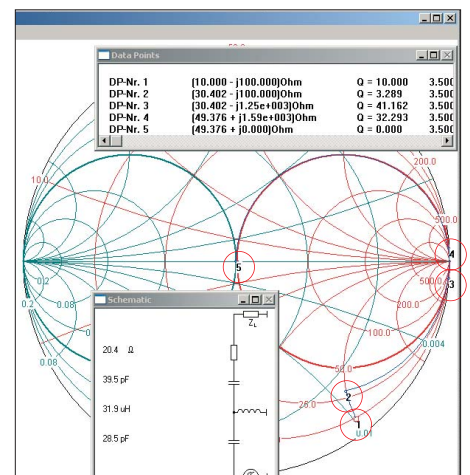 Data Points
DP-Nr. 1 (10.000 - j100.000)Ohm Q = 10.000 3.500
DP-Nr. 2 (30.402 - j100.000)Ohm Q = 3.289 3.500
DP-Nr. 3 (30.402 - j1.25e+003)Ohm Q = 41.162 3.500
DP-Nr. 4 (49.376 + j1.59e+003)Ohm Q = 32.293 3.500
DP-Nr. 5 (49.376 + j0.000)Ohm Q = 0.000 3.500
200.0
10.0
500.0
4
5
500.0
3
0.2
0.2
0.08
200.0
Schematic
Z L
100.0
0.004
20.4 Ω
0.08
50.0
39.5 pF
2
31.9 uH
25.0
1
0.01
28.5 pF